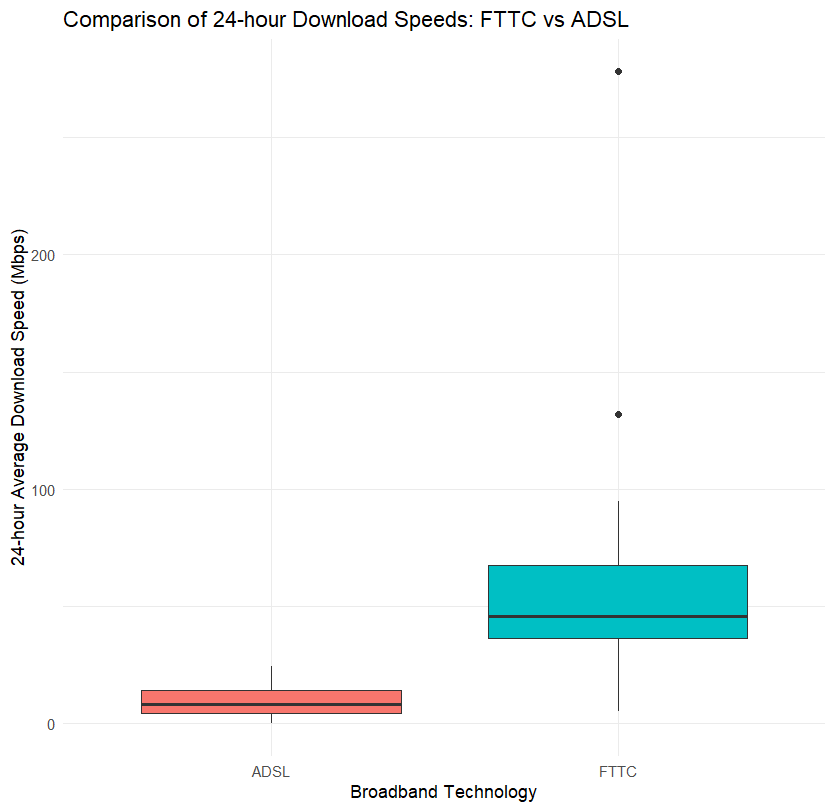 Comparison of 24-hour Download Speeds: FTTC vs ADSL
24-hour Average Download Speed (Mbps)
200
100
0
ADSL
FTTC
Broadband Technology